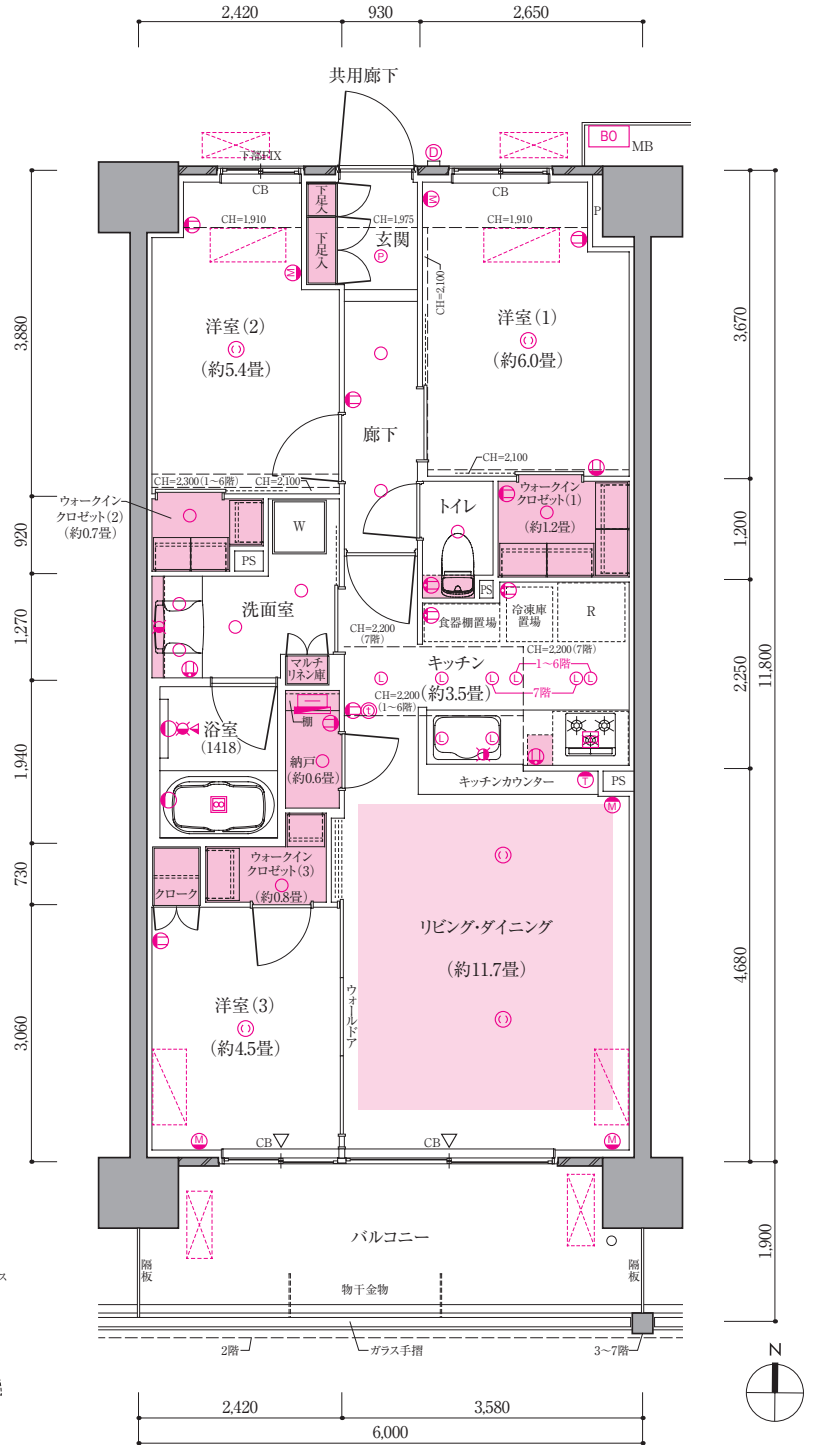 2,420
930
2,650
共用廊下
BO
MB
D
下部FIX
CB
CB
P
下足入
下足入
M
CH=1,910
CH=1,975
CH=1,910
玄関
P
M
CH=2,100
洋室(2)
(約5.4畳)
洋室(1)
(約6.0畳)
3,880
3,670
廊下
CH=2,100
CH=2,300(1〜6階)
CH=2,100
ウォークイン
クロゼット(2)
(約0.7畳)
W
トイレ
ウォークイン
クロゼット(1)
(約1.2畳)
920
1,200
PS
PS
洗面室
食器棚置場
冷凍庫
置場
R
1,270
CH=2,200
(7階)
CH=2,200(7階)
キッチン
(約3.5畳)
1〜6階
L
L
L
L
L
L
7階
2,250
11,800
マルチ
リネン庫
CH=2,200
(1〜6階)
t
棚
浴室
(1418)
L
L
納戸
(約0.6畳)
1,940
キッチンカウンター
T
PS
M
730
ウォークイン
クロゼット(3)
(約0.8畳)
クローク
リビング・ダイニング
(約11.7畳)
4,680
洋室(3)
(約4.5畳)
ウォールドア
3,060
M
M
CB
CB
バルコニー
1,900
隔板
隔板
物干金物
ス
2階
ガラス手摺
3〜7階
N
2,420
3,580
6,000